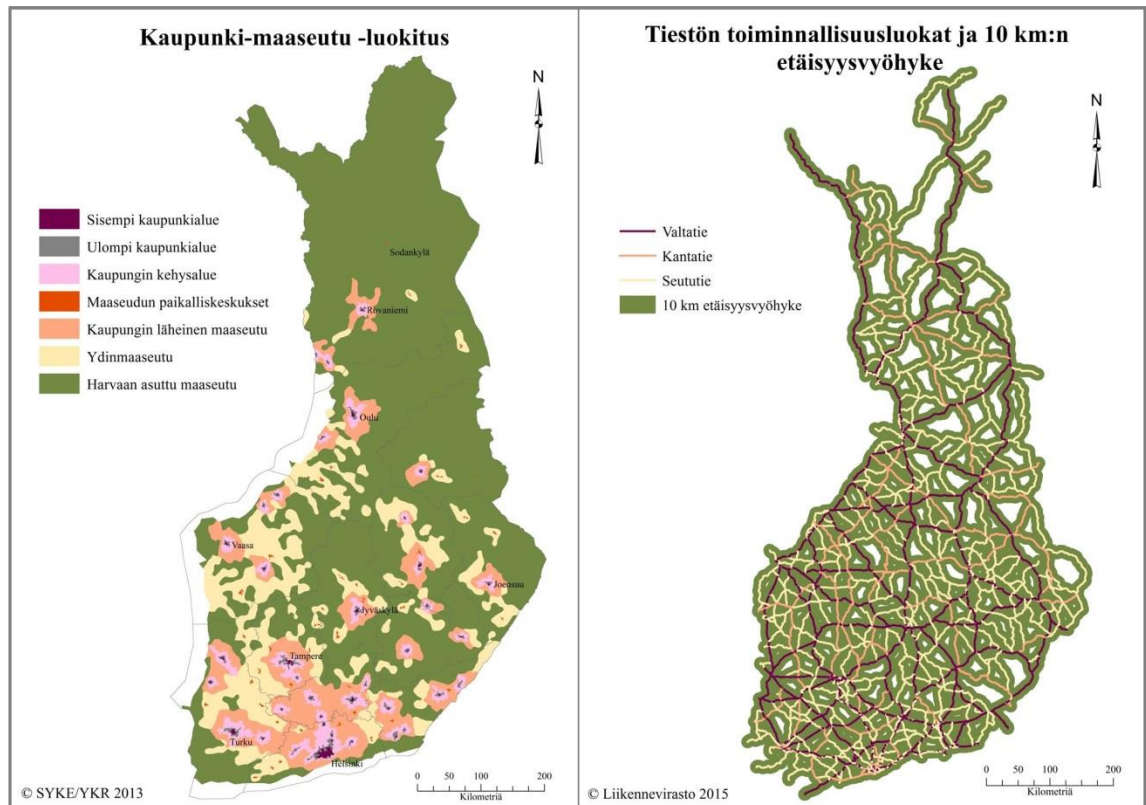 Kaupunki-maaseutu -luokitus
N
Sisempi kaupunkialue
Ulompi kaupunkialue
Kaupungin kehysalue
Maaseudun paikalliskeskukset
Kaupungin läheinen maaseutu
Ydinmaaseutu
Harvaan asuttu maaseutu
Sodankylä
Rovaniemi
Oulu
Vaasa
Joensuu
Jyväskylä
Tampere
Turku
Helsinki
0 100 200
Kilometriä
© SYKE/YKR 2013
Tiestön toiminnallisuusluokat ja 10 km:n
etäisyysvyöhyke
N
Valtatie
Kantatie
Seututie
10 km etäisyysvyöhyke
0 100 200
Kilometriä
© Liikennevirasto 2015